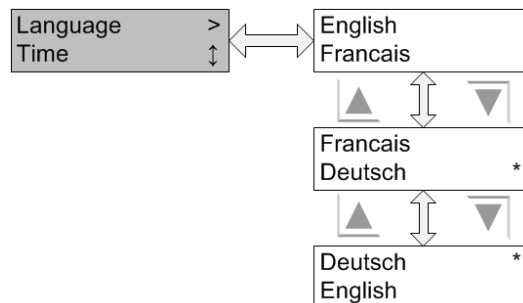 Language >
Time ↕
English
Francais
Francais
Deutsch *
Deutsch *
English